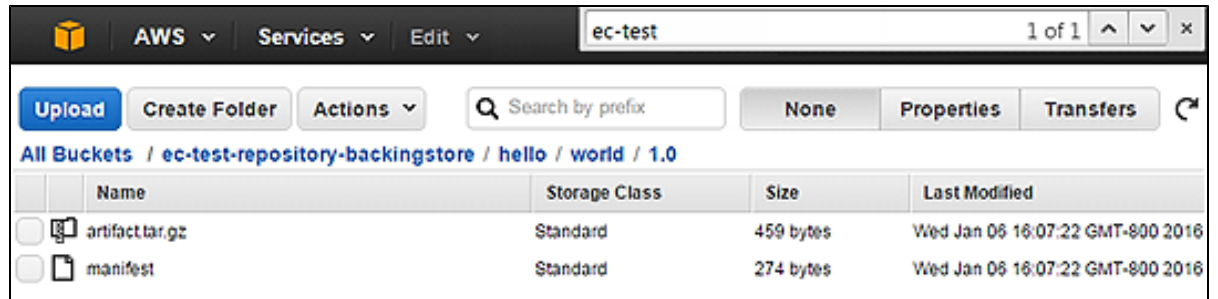 AWS Services Edit ec-test 1 of 1
Upload Create Folder Actions Search by prefix None Properties Transfers
All Buckets / ec-test-repository-backingstore / hello / world / 1.0
Name Storage Class Size Last Modified
artifact.tar.gz Standard 459 bytes Wed Jan 06 16:07:22 GMT-800 2016
manifest Standard 274 bytes Wed Jan 06 16:07:22 GMT-800 2016